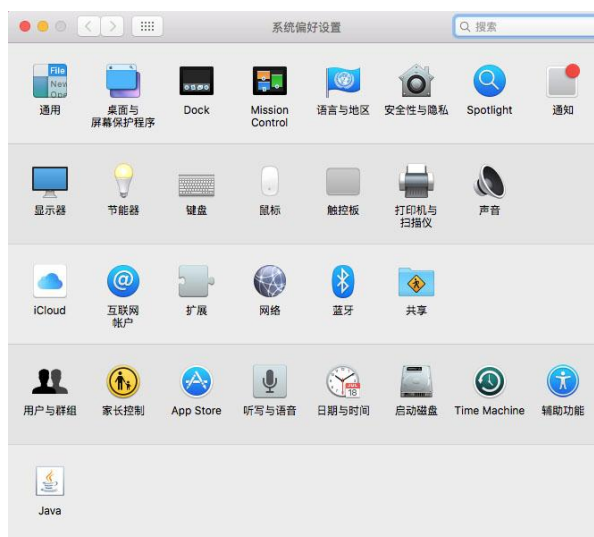 系统偏好设置
搜索
File
New
Ope
通用
桌面与
屏幕保护程序
Dock
Mission
Control
语言与地区
安全性与隐私
Spotlight
通知
显示器
节能器
键盘
鼠标
触控板
打印机与
扫描仪
声音
iCloud
@
互联网
帐户
扩展
网络
蓝牙
共享
用户与群组
家长控制
App Store
听写与语音
JUL
18
日期与时间
启动磁盘
Time Machine
辅助功能
Java